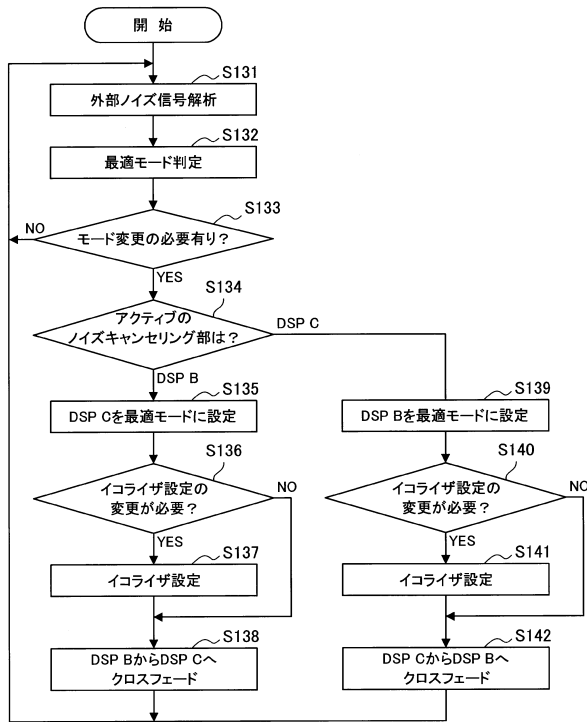 開 始
S131
外部ノイズ信号解析
S132
最適モード判定
S133
モード変更の必要有り？
NO
YES
S134
アクティブの
ノイズキャンセリング部は？
DSP C
DSP B
S135
DSP Cを最適モードに設定
S136
イコライザ設定の
変更が必要？
NO
YES
S137
イコライザ設定
S138
DSP BからDSP Cへ
クロスフェード
S139
DSP Bを最適モードに設定
S140
イコライザ設定の
変更が必要？
NO
YES
S141
イコライザ設定
S142
DSP CからDSP Bへ
クロスフェード